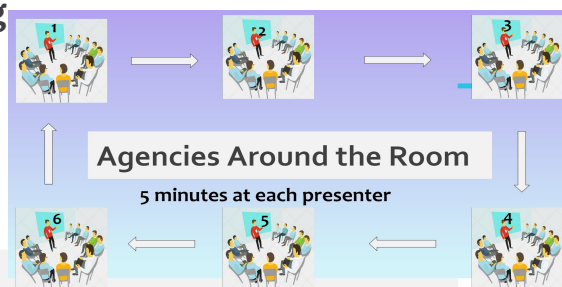 g
1
2
3
Agencies Around the Room
5 minutes at each presenter
6
5
4